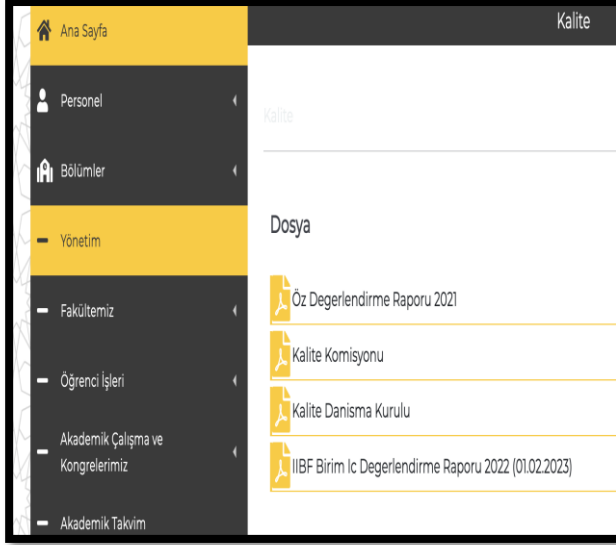 Ana Sayfa
Personel
Bölümler
Yönetim
Fakültemiz
Öğrenci İşleri
Akademik Çalışma ve
Kongrelerimiz
Akademik Takvim
Kalite
Kalite
Dosya
Öz Degerlendirme Raporu 2021
Kalite Komisyonu
Kalite Danisma Kurulu
IIBF Birim Ic Degerlendirme Raporu 2022 (01.02.2023)